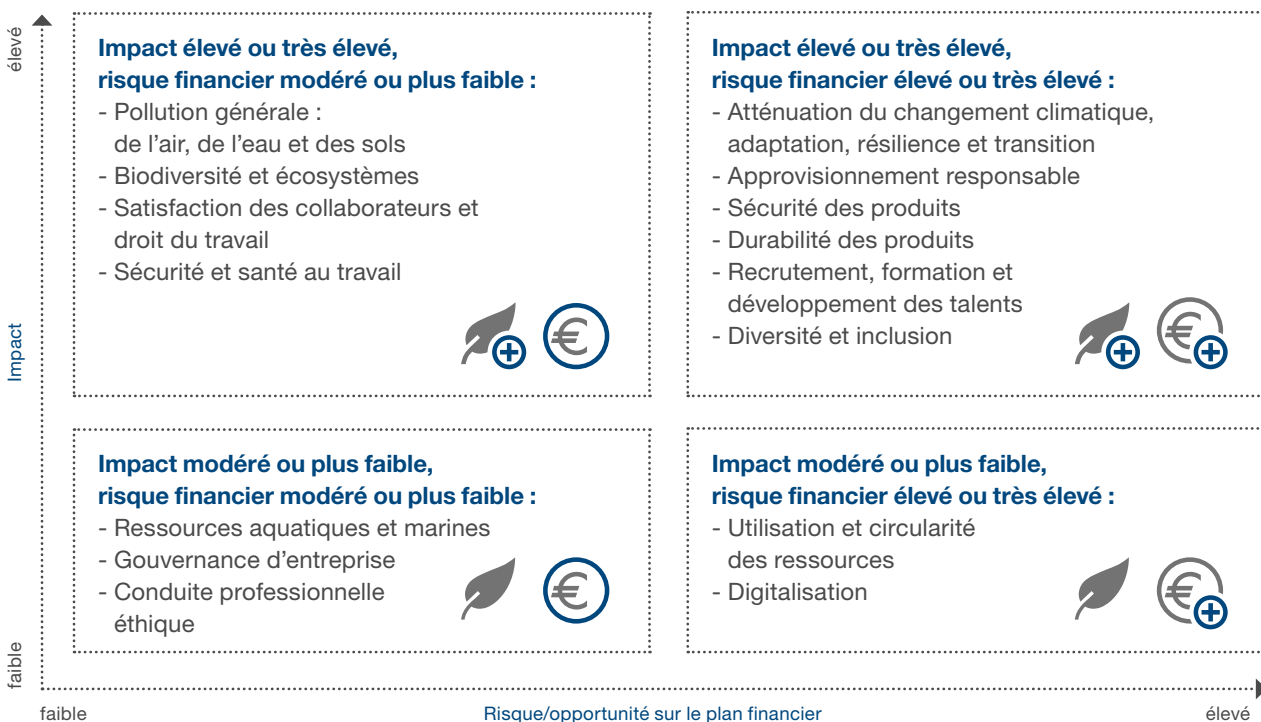 élevé
Impact élevé ou très élevé,
risque financier modéré ou plus faible :
- Pollution générale :
de l'air, de l'eau et des sols
- Biodiversité et écosystèmes
- Satisfaction des collaborateurs et
droit du travail
- Sécurité et santé au travail
€
Impact élevé ou très élevé,
risque financier élevé ou très élevé :
- Atténuation du changement climatique,
adaptation, résilience et transition
- Approvisionnement responsable
- Sécurité des produits
- Durabilité des produits
- Recrutement, formation et
développement des talents
- Diversité et inclusion
€
Impact
Impact modéré ou plus faible,
risque financier modéré ou plus faible :
- Ressources aquatiques et marines
- Gouvernance d'entreprise
- Conduite professionnelle
éthique
€
Impact modéré ou plus faible,
risque financier élevé ou très élevé :
- Utilisation et circularité
des ressources
- Digitalisation
€
faible
faible
Risque/opportunité sur le plan financier
élevé